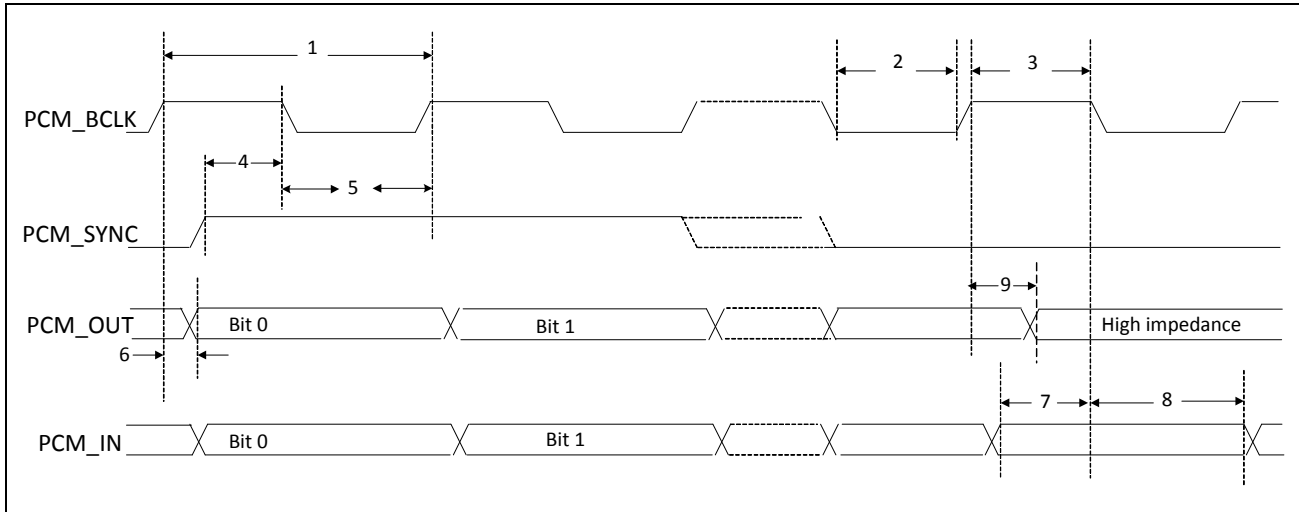 1
2
3
PCM_BCLK
4
5
PCM_SYNC
9
PCM_OUT
Bit 0
Bit 1
High impedance
6
7
8
PCM_IN
Bit 0
Bit 1